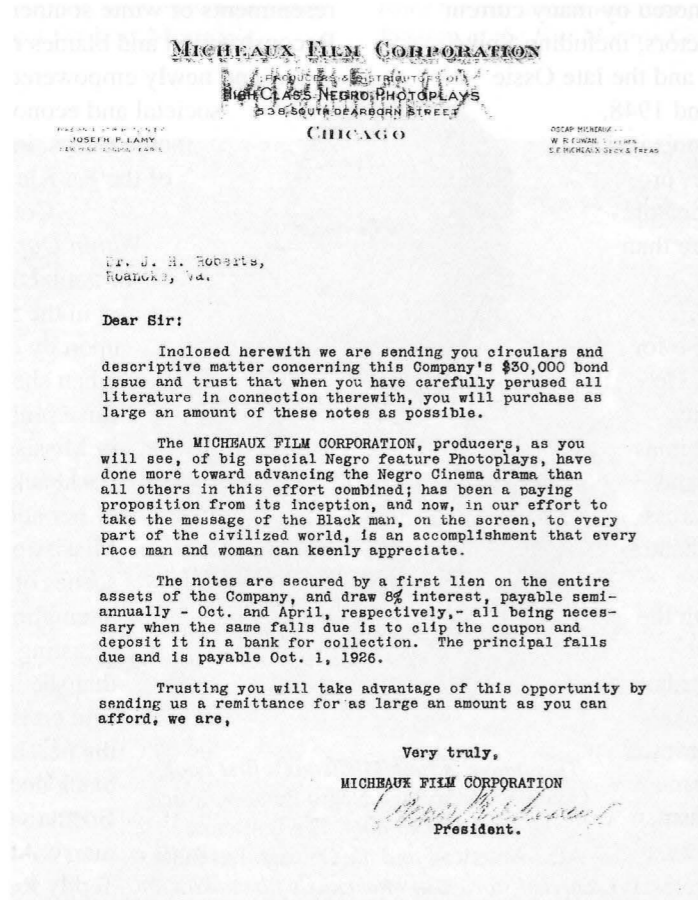 MICHEAUX FILM CORPORATION
PRODUCERS & DISTRIBUTORS OF
HIGH CLASS NEGRO PHOTOPLAYS
538 SOUTH DEARBORN STREET
CHICAGO
JOSEPH P. LAMY
OSCAR MICHEAUX
S. E. MICHEAUX SECY & TREAS
Dr. J. H. Roberts,
Roanoke, Va.
Dear Sir:
Inclosed herewith we are sending you circulars and
descriptive matter concerning this Company's $30,000 bond
issue and trust that when you have carefully perused all
literature in connection therewith, you will purchase as
large an amount of these notes as possible.
The MICHEAUX FILM CORPORATION, producers, as you
will see, of big special Negro feature Photoplays, have
done more toward advancing the Negro Cinema drama than
all others in this effort combined; has been a paying
proposition from its inception, and now, in our effort to
take the message of the Black man, on the screen, to every
part of the civilized world, is an accomplishment that every
race man and woman can keenly appreciate.
The notes are secured by a first lien on the entire
assets of the Company, and draw 8% interest, payable semi-
annually - Oct. and April, respectively,- all being neces-
sary when the same falls due is to clip the coupon and
deposit it in a bank for collection. The principal falls
due and is payable Oct. 1, 1926.
Trusting you will take advantage of this opportunity by
sending us a remittance for as large an amount as you can
afford, we are,
Very truly,
MICHEAUX FILM CORPORATION
President.